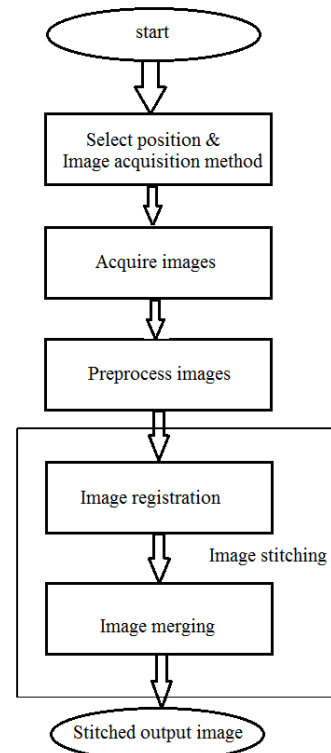 start
Select position &
Image acquisition method
Acquire images
Preprocess images
Image registration
Image stitching
Image merging
Stitched output image